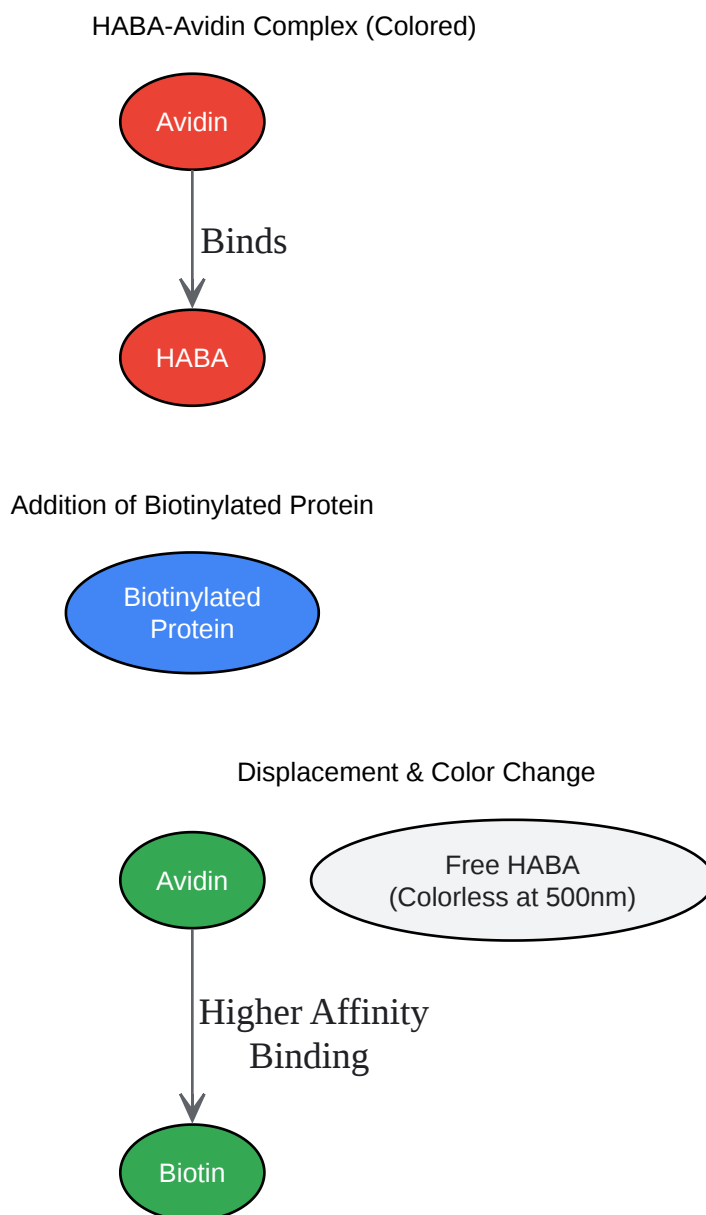 HABA-Avidin Complex (Colored)
Avidin
Binds
HABA
Addition of Biotinylated Protein
Biotinylated
Protein
Displacement & Color Change
Avidin
Free HABA
(Colorless at 500nm)
Higher Affinity
Binding
Biotin